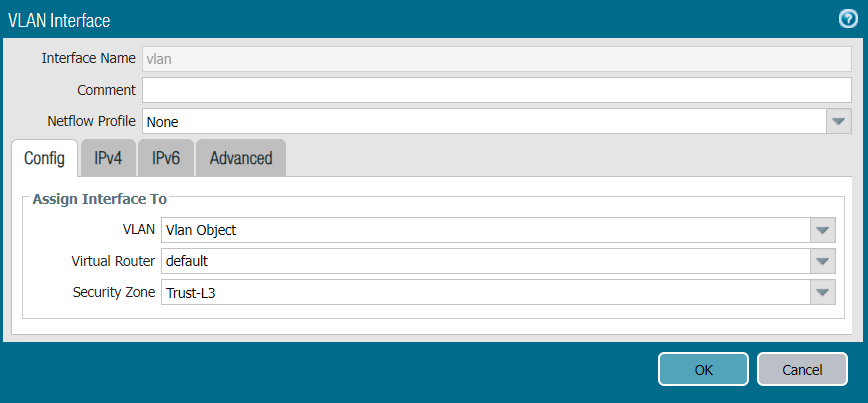 VLAN Interface
Interface Name vlan
Comment
Netflow Profile None
Config IPv4 IPv6 Advanced
Assign Interface To
VLAN Vlan Object
Virtual Router default
Security Zone Trust-L3
OK Cancel